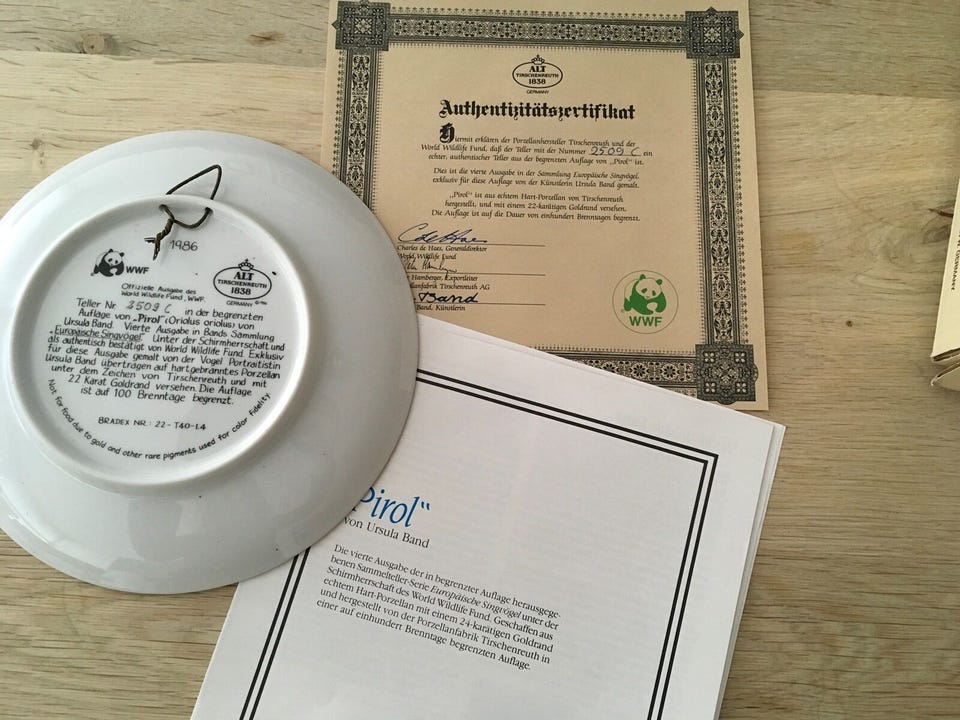 ALT
TIRSCHENREUTH
1838
GERMANY
Authentizitätszertifikat
Hiermit erklären der Porzellanhersteller Tirschenreuth und der
World Wildlife Fund, daß der Teller mit der Nummer 2509 C ein
echter, authentischer Teller aus der begrenzten Auflage von „Pirol" ist.
Dies ist die vierte Ausgabe in der Sammlung Europäische Singvögel,
exklusiv für diese Auflage von der Künstlerin Ursula Band gemalt.
„Pirol" ist aus echtem Hart-Porzellan von Tirschenreuth
hergestellt, und mit einem 22-karätigen Goldrand versehen.
Die Auflage ist auf die Dauer von einhundert Brenntagen begrenzt.
Charles de Haes, Generaldirektor
World Wildlife Fund
Hamberger, Exportleiter
llanfabrik Tirschenreuth AG
Band
Band, Künstlerin
WWF
1986
WWF
Offizielle Ausgabe des
World Wildlife Fund, WWF.
ALT
TIRSCHENREUTH
1838
GERMANY
Teller Nr 2509 C in der begrenzten
Auflage von „Pirol" (Oriolus oriolus) von
Ursula Band. Vierte Ausgabe in Bands Sammlung
„Europäische Singvögel". Unter der Schirmherrschaft und
als authentisch bestätigt von World Wildlife Fund. Exklusiv
für diese Ausgabe gemalt von der Vogel Portraitistin
Ursula Band übertragen auf hartgebranntes Porzellan
unter dem Zeichen von Tirschenreuth und mit
22 Karat Goldrand versehen. Die Auflage
ist auf 100 Brenntage begrenzt.
BRADEX NR.: 22-T40-1.4
Not for food due to gold and other rare pigments used for color fidelity.
Pirol"
von Ursula Band
Die vierte Ausgabe der in begrenzter Auflage herausgege-
benen Sammelteller-Serie Europäische Singvögel unter der
Schirmherrschaft des World Wildlife Fund. Geschaffen aus
echtem Hart-Porzellan mit einem 24-karätigen Goldrand
und hergestellt von der Porzellanfabrik Tirschenreuth in
einer auf einhundert Brenntage begrenzten Auflage.